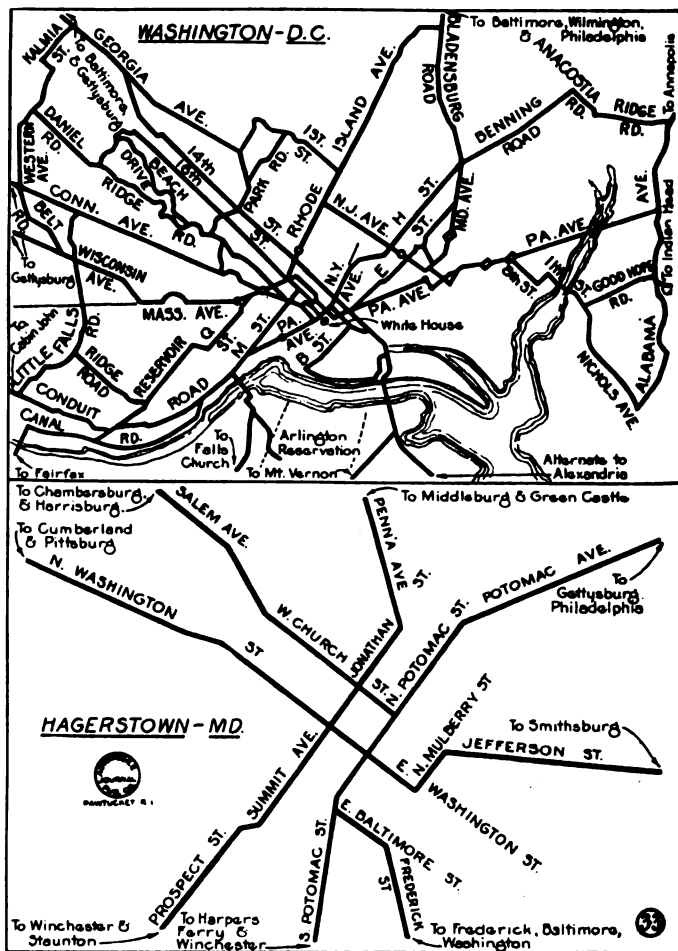 WASHINGTON - D.C.
To Baltimore, Wilmington,
& Philadelphia
KALMIA
ST.
To Baltimore,
& Gettysburg
GEORGIA
AVE.
ISLAND AVE.
RHODE
BLADENSBURG
ROAD
ANACOSTIA
RD.
RIDGE
RD.
To Annapolis
BENNING
ROAD
WESTERN AVE.
DANIEL
RD.
RIDGE
RD.
BEACH
DRIVE
14th
ST.
16th
ST.
PARK RD.
1ST.
ST.
N.J. AVE.
H
ST.
E
ST.
MD. AVE.
CONN. AVE
BELT
RD.
To
Gettysburg
WISCONSIN
AVE.
MASS. AVE.
N.Y.
AVE.
PA. AVE.
PA. AVE.
PA.
AVE
White House
8th ST.
11th ST.
GOOD HOPE
RD.
AVE.
To Indian Head
ALABAMA
NICHOLS AVE
To
Cabin John
LITTLE FALLS
RD.
RIDGE
ROAD
RESERVOIR
Q
ST.
M ST.
B ST.
CONDUIT
ROAD
CANAL
RD.
To Fairfax
To
Falls
Church
Arlington
Reservation
To Mt. Vernon
Alternate to
Alexandria
To Chambersburg,
& Harrisburg
SALEM AVE.
To Middleburg & Green Castle
PENN'A AVE
ST.
To Cumberland
& Pittsburg
N. WASHINGTON
ST
W. CHURCH
ST.
JONATHAN
N. POTOMAC ST.
POTOMAC AVE.
To
Gettysburg
Philadelphia
HAGERSTOWN - MD.
PAWTUCKET R.I.
SUMMIT AVE.
PROSPECT ST.
E.
WASHINGTON
ST.
N. MULBERRY ST
JEFFERSON ST.
To Smithsburg
S. POTOMAC ST.
E. BALTIMORE
ST.
FREDERICK
ST
To Winchester &
Staunton
To Harpers
Ferry &
Winchester
To Frederick, Baltimore,
Washington
33